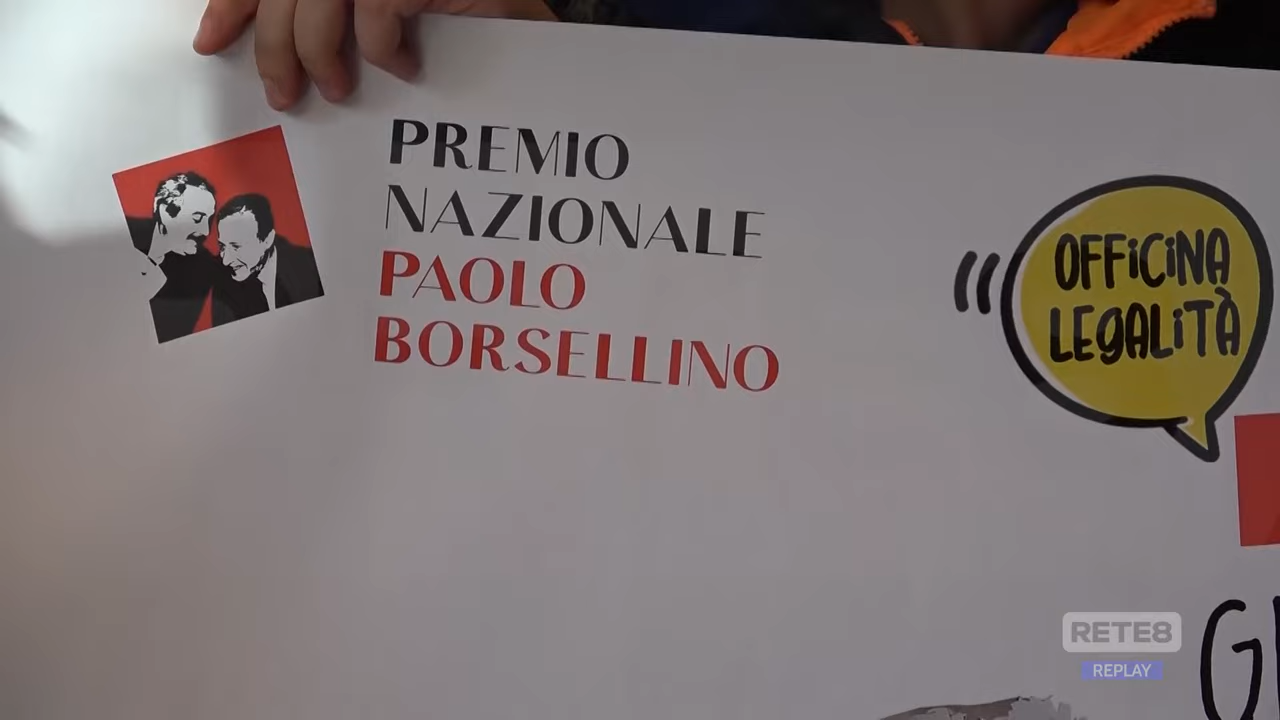 PREMIO
NAZIONALE
PAOLO
BORSELLINO
OFFiCiNA
LEGALiTÀ
RETE8
REPLAY